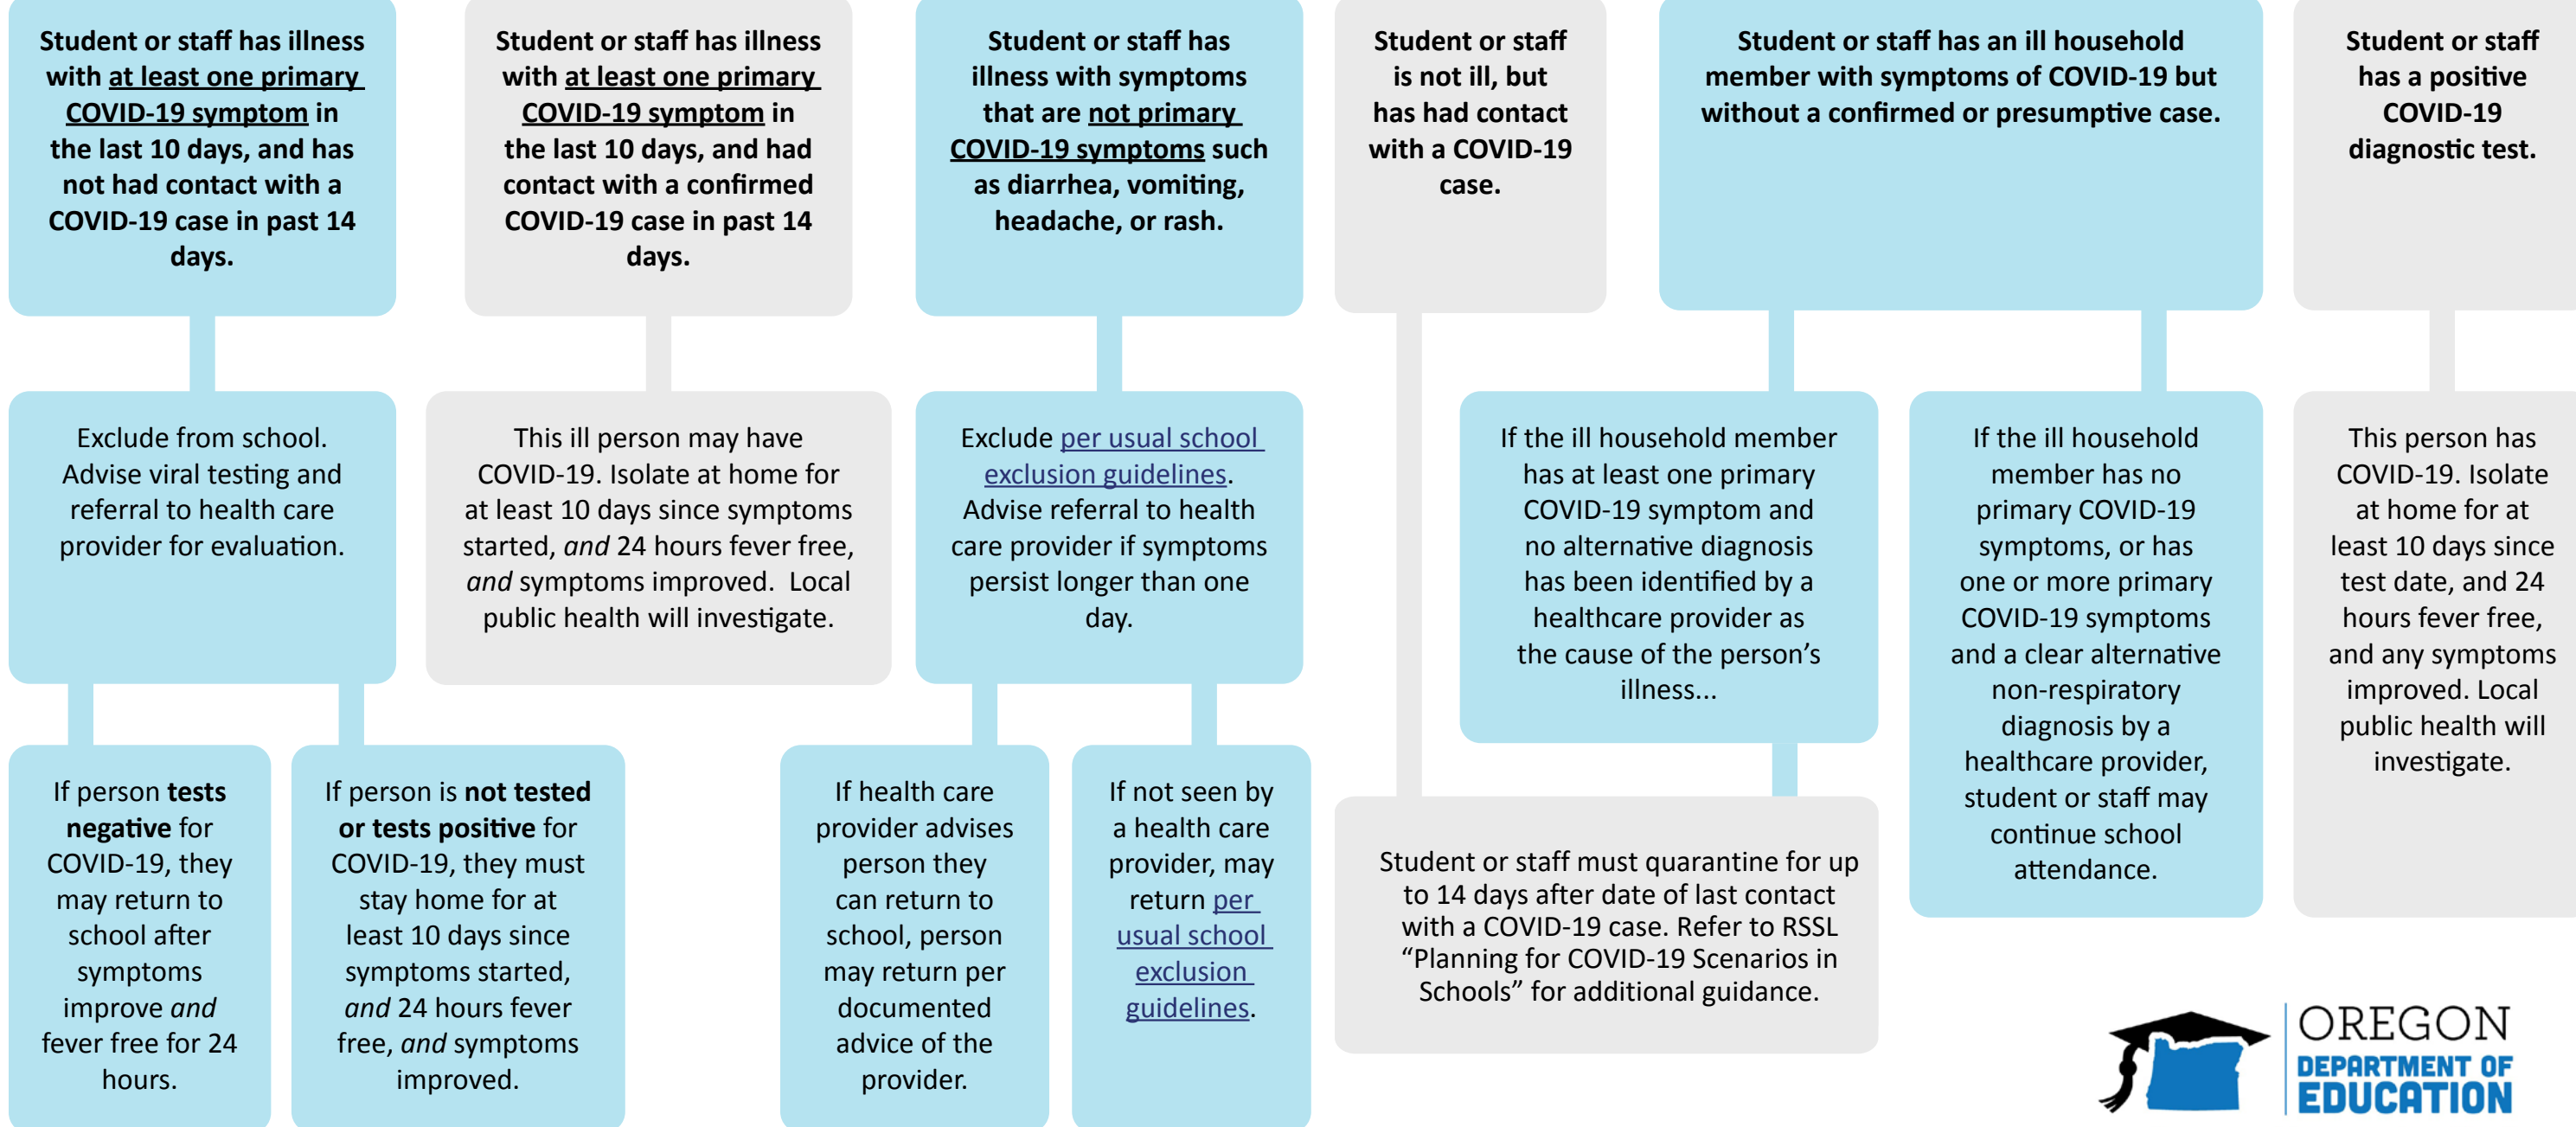 Student or staff has illness
with at least one primary
COVID-19 symptom in
the last 10 days, and has
not had contact with a
COVID-19 case in past 14
days.
Student or staff has illness
with at least one primary
COVID-19 symptom in
the last 10 days, and had
contact with a confirmed
COVID-19 case in past 14
days.
Student or staff has
illness with symptoms
that are not primary
COVID-19 symptoms such
as diarrhea, vomiting,
headache, or rash.
Student or staff
is not ill, but
has had contact
with a COVID-19
case.
Student or staff has an ill household
member with symptoms of COVID-19 but
without a confirmed or presumptive case.
Student or staff
has a positive
COVID-19
diagnostic test.
Exclude from school.
Advise viral testing and
referral to health care
provider for evaluation.
This ill person may have
COVID-19. Isolate at home for
at least 10 days since symptoms
started, and 24 hours fever free,
and symptoms improved. Local
public health will investigate.
Exclude per usual school
exclusion guidelines.
Advise referral to health
care provider if symptoms
persist longer than one
day.
If the ill household member
has at least one primary
COVID-19 symptom and
no alternative diagnosis
has been identified by a
healthcare provider as
the cause of the person’s
illness...
If the ill household
member has no
primary COVID-19
symptoms, or has
one or more primary
COVID-19 symptoms
and a clear alternative
non-respiratory
diagnosis by a
healthcare provider,
student or staff may
continue school
attendance.
This person has
COVID-19. Isolate
at home for at
least 10 days since
test date, and 24
hours fever free,
and any symptoms
improved. Local
public health will
investigate.
If person tests
negative for
COVID-19, they
may return to
school after
symptoms
improve and
fever free for 24
hours.
If person is not tested
or tests positive for
COVID-19, they must
stay home for at
least 10 days since
symptoms started,
and 24 hours fever
free, and symptoms
improved.
If health care
provider advises
person they
can return to
school, person
may return per
documented
advice of the
provider.
If not seen by
a health care
provider, may
return per
usual school
exclusion
guidelines.
Student or staff must quarantine for up
to 14 days after date of last contact
with a COVID-19 case. Refer to RSSL
“Planning for COVID-19 Scenarios in
Schools” for additional guidance.
OREGON
DEPARTMENT OF
EDUCATION